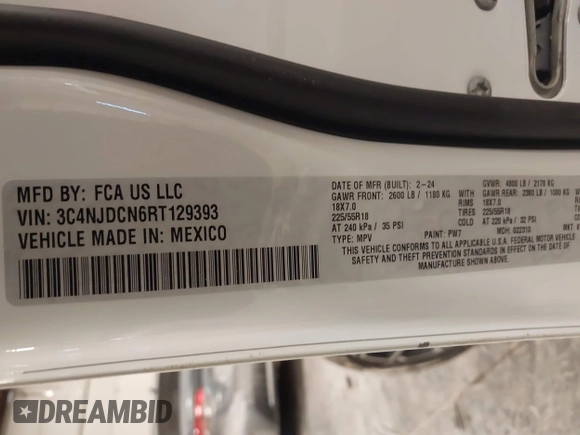 MFD BY: FCA US LLC
VIN: 3C4NJDCN6RT129393
VEHICLE MADE IN: MEXICO
DATE OF MFR (BUILT): 2-24 GVWR: 4800 LB / 2176 KG
GAWR FRONT: 2600 LB / 1180 KG WITH GAWR REAR: 2380 LB / 1080 KG
18X7.0 RIMS 18X7.0
225/55R18 TIRES 225/55R18
AT 240 kPa / 35 PSI COLD AT 220 kPa / 32 PSI
TYPE: MPV PAINT: PW7 MDH: 022310
THIS VEHICLE CONFORMS TO ALL APPLICABLE U.S.A. FEDERAL MOTOR VEHICLE
SAFETY AND THEFT PREVENTION STANDARDS IN EFFECT ON THE DATE OF
MANUFACTURE SHOWN ABOVE.
DREAMBID